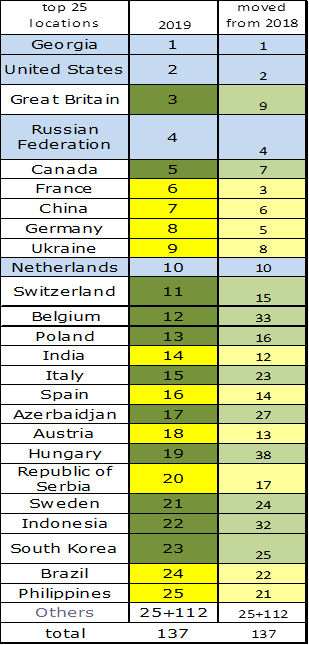 top 25 locations 2019 moved from 2018
Georgia 1 1
United States 2 2
Great Britain 3 9
Russian Federation 4 4
Canada 5 7
France 6 3
China 7 6
Germany 8 5
Ukraine 9 8
Netherlands 10 10
Switzerland 11 15
Belgium 12 33
Poland 13 16
India 14 12
Italy 15 23
Spain 16 14
Azerbaidjan 17 27
Austria 18 13
Hungary 19 38
Republic of Serbia 20 17
Sweden 21 24
Indonesia 22 32
South Korea 23 25
Brazil 24 22
Philippines 25 21
Others 25+112 25+112
total 137 137